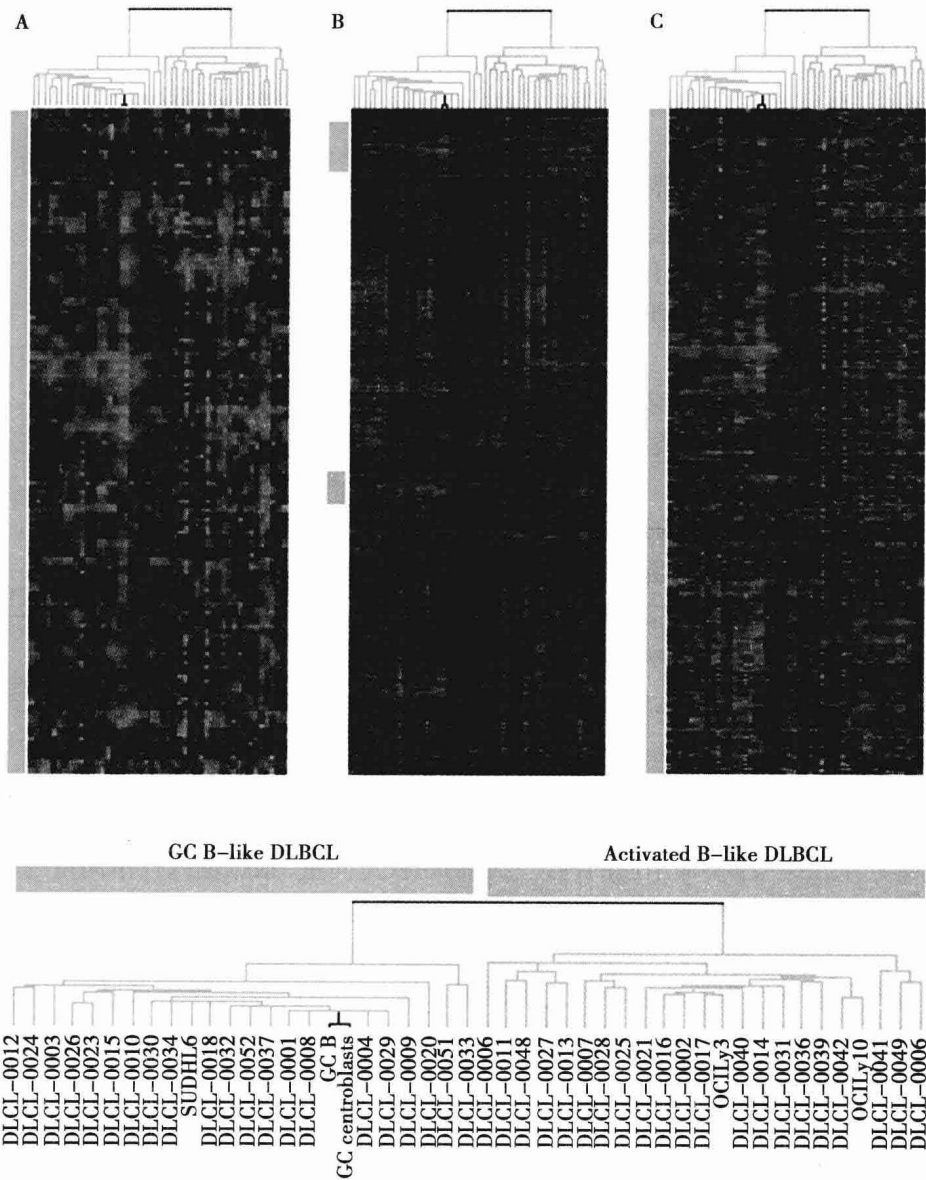 A
B
C
GC B-like DLBCL
Activated B-like DLBCL
DLCL-0012
DLCL-0024
DLCL-0003
DLCL-0026
DLCL-0023
DLCL-0015
DLCL-0010
DLCL-0030
DLCL-0034
SUDHL6
DLCL-0018
DLCL-0032
DLCL-0052
DLCL-0037
DLCL-0001
DLCL-0008
GC B
GC centroblasts
DLCL-0004
DLCL-0029
DLCL-0009
DLCL-0020
DLCL-0051
DLCL-0033
DLCL-0006
DLCL-0011
DLCL-0048
DLCL-0027
DLCL-0013
DLCL-0007
DLCL-0028
DLCL-0025
DLCL-0021
DLCL-0016
DLCL-0002
DLCL-0017
OCILy3
DLCL-0040
DLCL-0014
DLCL-0031
DLCL-0036
DLCL-0039
DLCL-0042
OCILy10
DLCL-0041
DLCL-0049
DLCL-0006